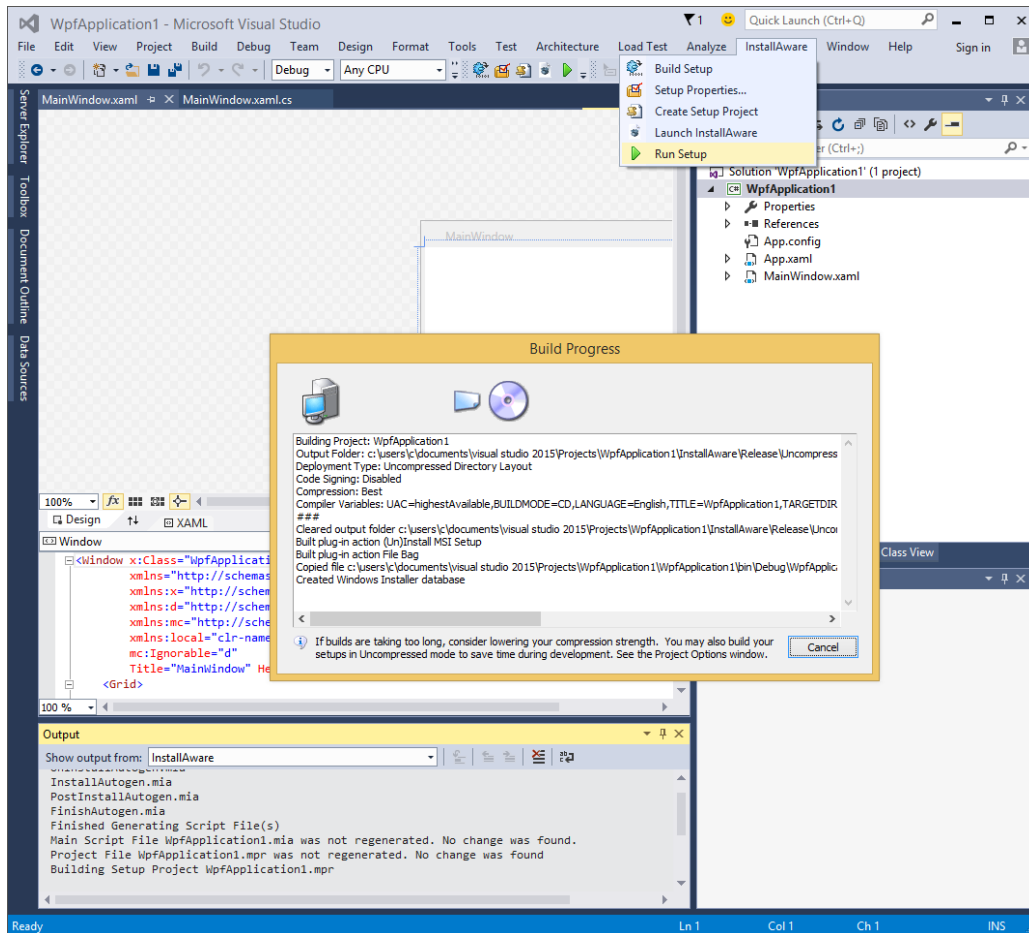 WpfApplication1 - Microsoft Visual Studio
1
Quick Launch (Ctrl+Q)
File Edit View Project Build Debug Team Design Format Tools Test Architecture Load Test Analyze InstallAware Window Help Sign in
Debug Any CPU
Build Setup
Setup Properties...
Create Setup Project
Launch InstallAware
Run Setup
Server Explorer
Toolbox
Document Outline
Data Sources
MainWindow.xaml MainWindow.xaml.cs
er (Ctrl+;)
Solution 'WpfApplication1' (1 project)
C# WpfApplication1
Properties
References
App.config
App.xaml
MainWindow.xaml
MainWindow
Build Progress
Building Project: WpfApplication1
Output Folder: c:\users\c\documents\visual studio 2015\Projects\WpfApplication1\InstallAware\Release\Uncompress
Deployment Type: Uncompressed Directory Layout
Code Signing: Disabled
Compression: Best
Compiler Variables: UAC=highestAvailable,BUILDMODE=CD,LANGUAGE=English,TITLE=WpfApplication1,TARGETDIR
###
Cleared output folder c:\users\c\documents\visual studio 2015\Projects\WpfApplication1\InstallAware\Release\Uncor
Built plug-in action (Un)Install MSI Setup
Built plug-in action File Bag
Copied file c:\users\c\documents\visual studio 2015\Projects\WpfApplication1\WpfApplication1\bin\Debug\WpfApplic
Created Windows Installer database
If builds are taking too long, consider lowering your compression strength. You may also build your
setups in Uncompressed mode to save time during development. See the Project Options window.
Cancel
100% fx
Design XAML
Window
Class View
<Window x:Class="WpfApplicati
xmlns="http://schemas
xmlns:x="http://schem
xmlns:d="http://schem
xmlns:mc="http://sche
xmlns:local="clr-name
mc:Ignorable="d"
Title="MainWindow" He
<Grid>
100 %
Output
Show output from: InstallAware
InstallAutogen.mia
PostInstallAutogen.mia
FinishAutogen.mia
Finished Generating Script File(s)
Main Script File WpfApplication1.mia was not regenerated. No change was found.
Project File WpfApplication1.mpr was not regenerated. No change was found
Building Setup Project WpfApplication1.mpr
Ready Ln 1 Col 1 Ch 1 INS